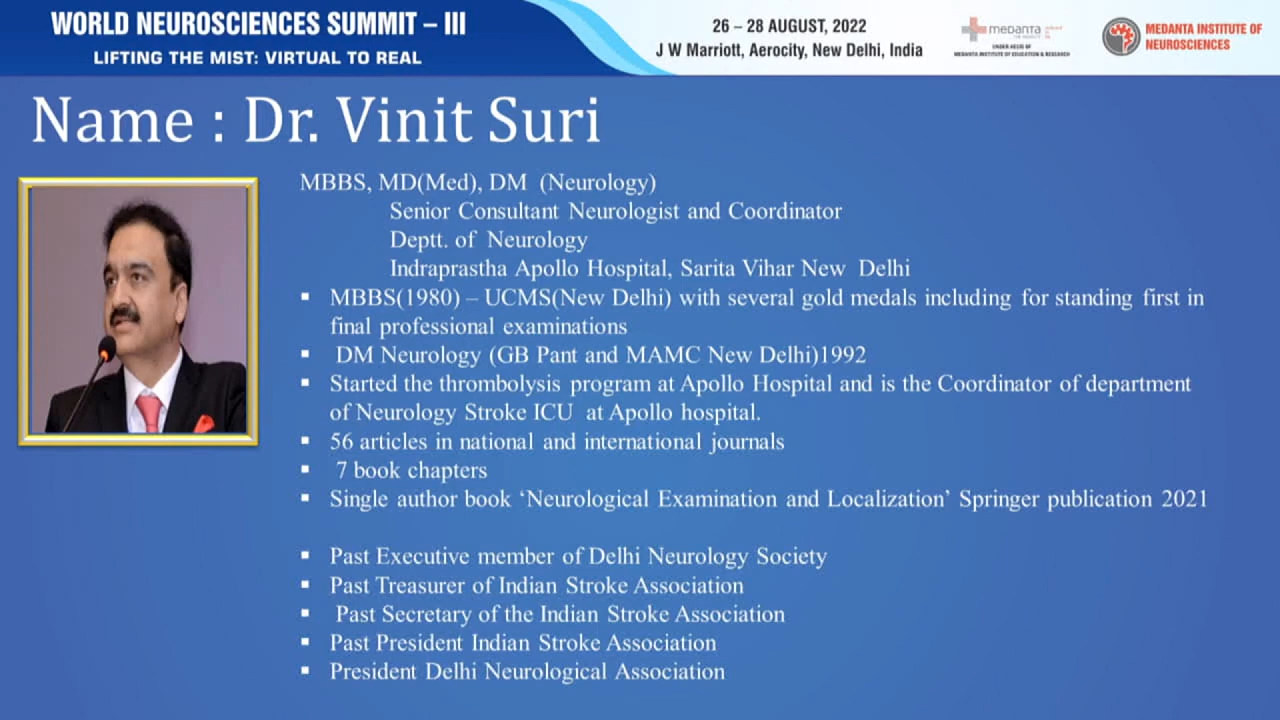 WORLD NEUROSCIENCES SUMMIT – III
LIFTING THE MIST: VIRTUAL TO REAL
26 – 28 AUGUST, 2022
J W Marriott, Aerocity, New Delhi, India
medanta
UNDER AEGIS OF
MEDANTA INSTITUTE OF EDUCATION & RESEARCH
MEDANTA INSTITUTE OF
NEUROSCIENCES
Name : Dr. Vinit Suri
MBBS, MD(Med), DM (Neurology)
Senior Consultant Neurologist and Coordinator
Deptt. of Neurology
Indraprastha Apollo Hospital, Sarita Vihar New Delhi
▪ MBBS(1980) – UCMS(New Delhi) with several gold medals including for standing first in
final professional examinations
▪ DM Neurology (GB Pant and MAMC New Delhi)1992
▪ Started the thrombolysis program at Apollo Hospital and is the Coordinator of department
of Neurology Stroke ICU at Apollo hospital.
▪ 56 articles in national and international journals
▪ 7 book chapters
▪ Single author book ‘Neurological Examination and Localization’ Springer publication 2021
▪ Past Executive member of Delhi Neurology Society
▪ Past Treasurer of Indian Stroke Association
▪ Past Secretary of the Indian Stroke Association
▪ Past President Indian Stroke Association
▪ President Delhi Neurological Association